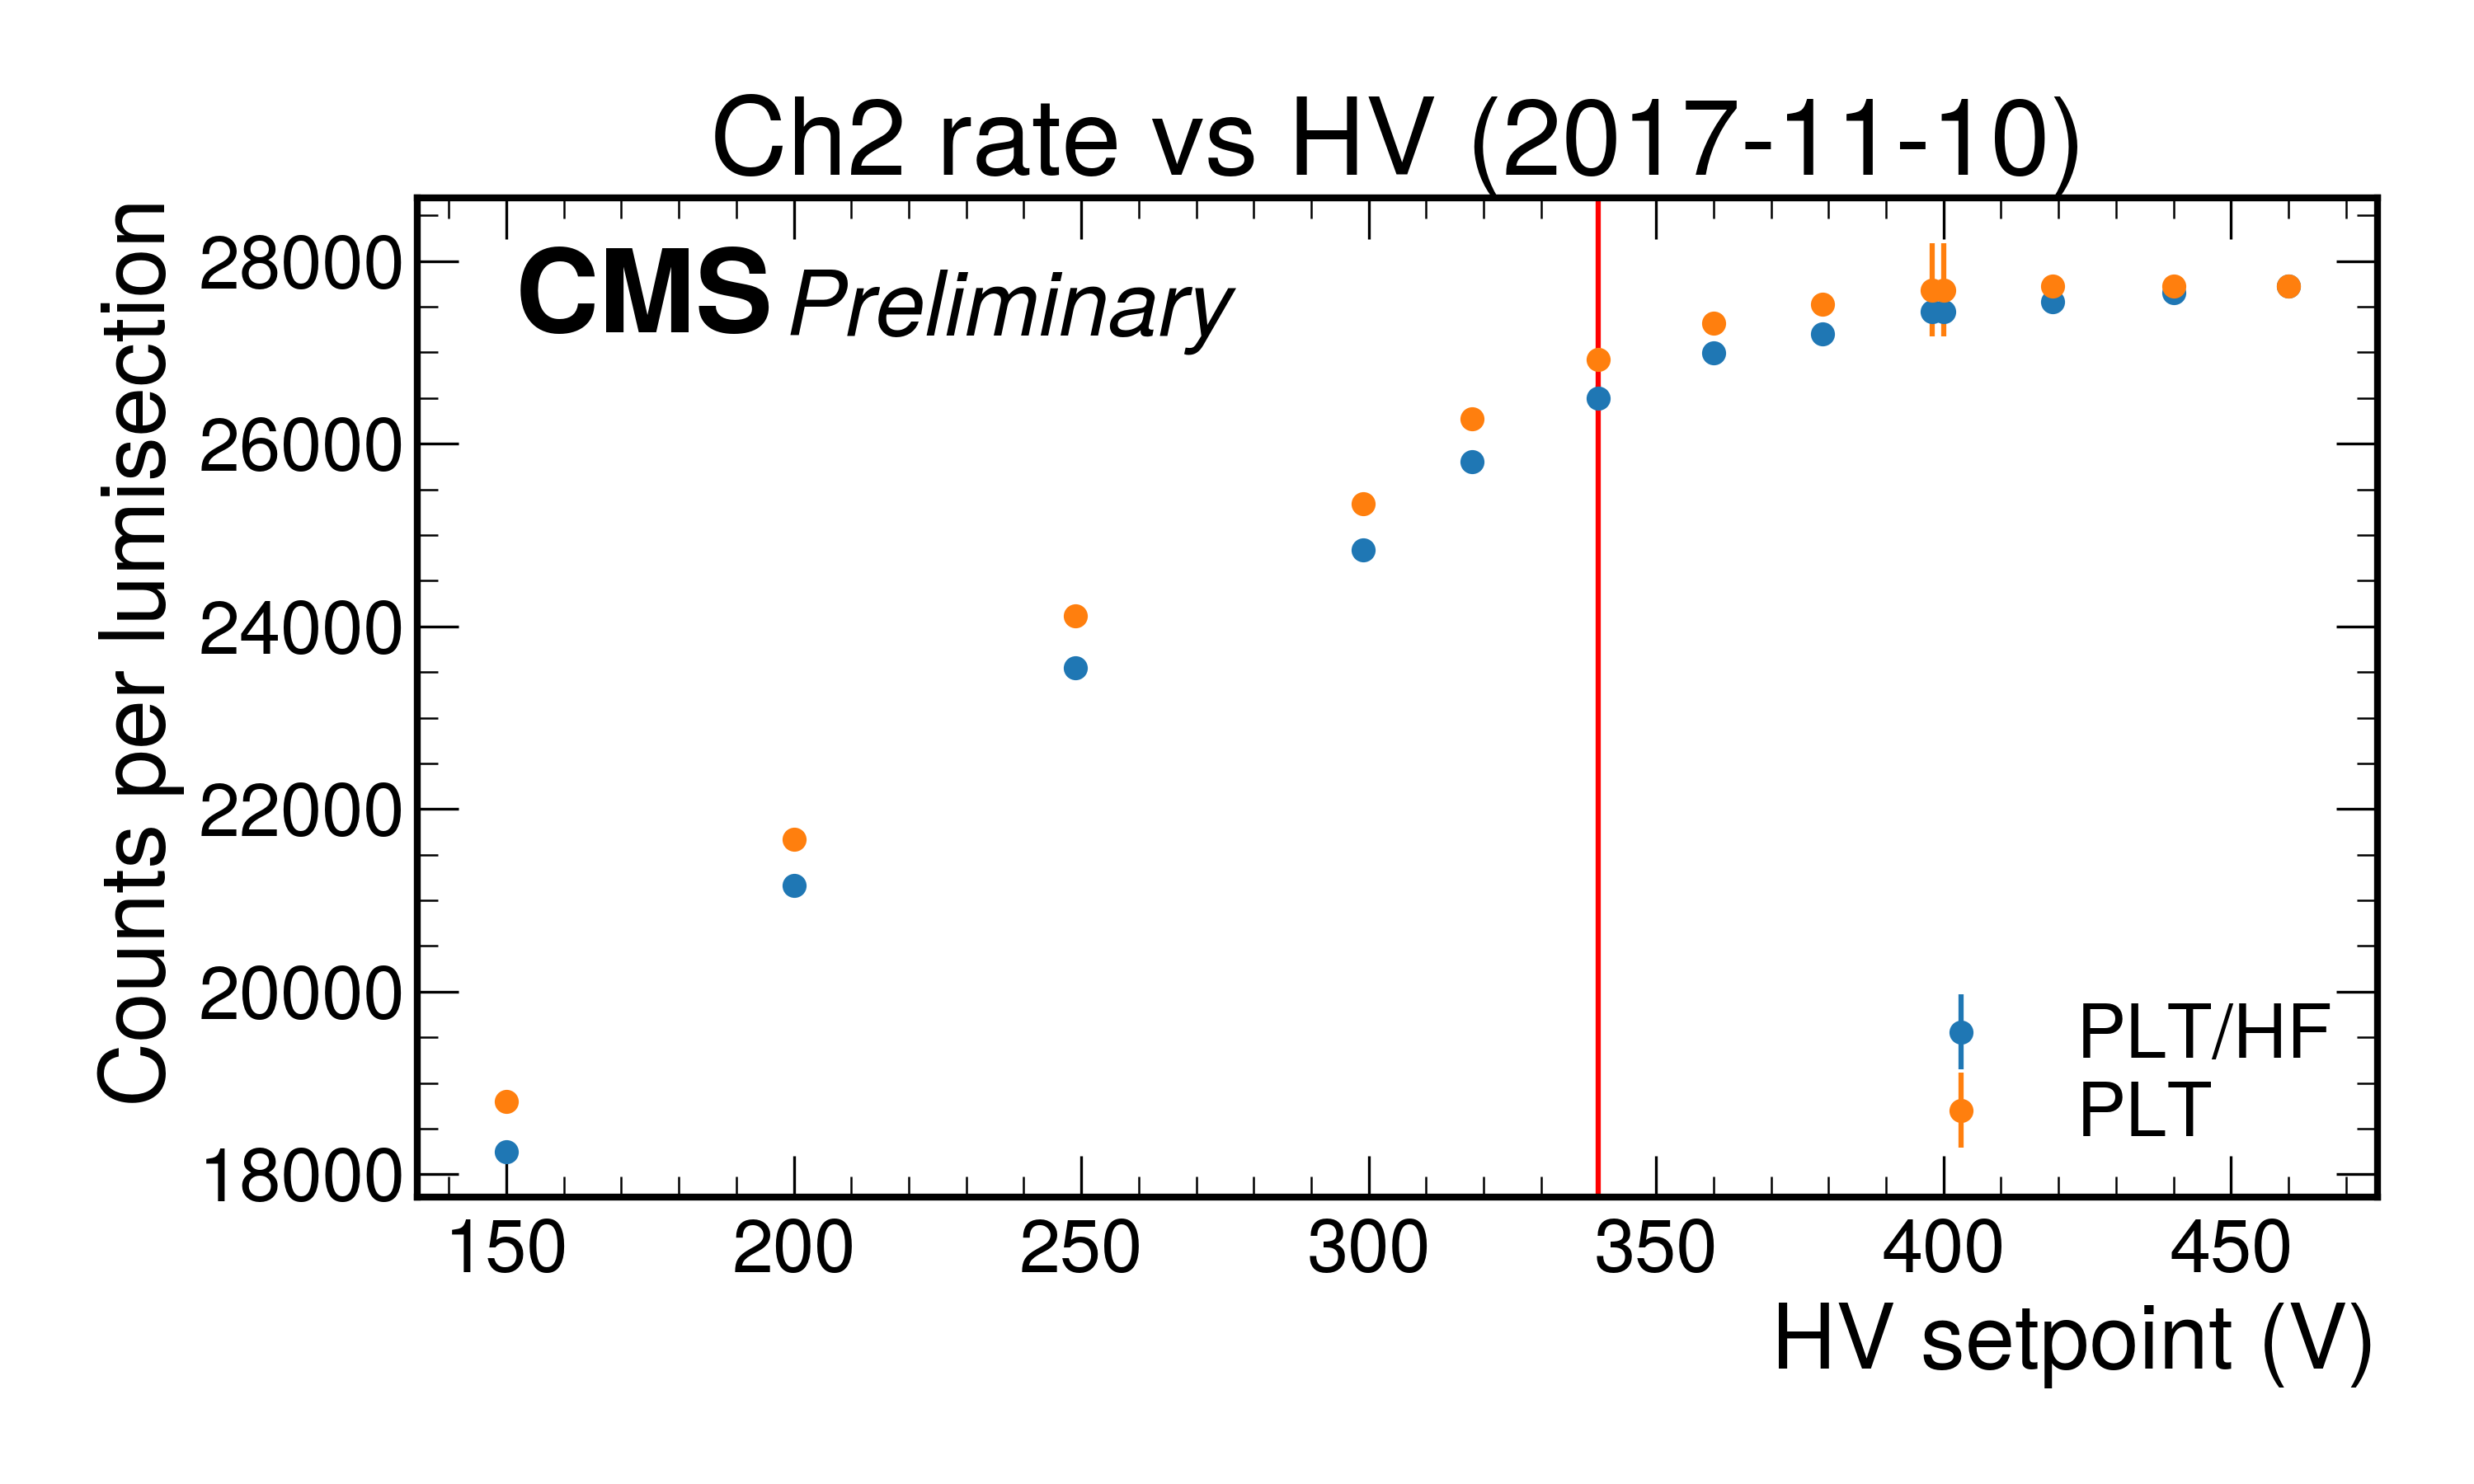 Ch2 rate vs HV (2017-11-10)
CMS Preliminary
Counts per lumisection
28000
26000
24000
22000
20000
18000
PLT/HF
PLT
150 200 250 300 350 400 450
HV setpoint (V)